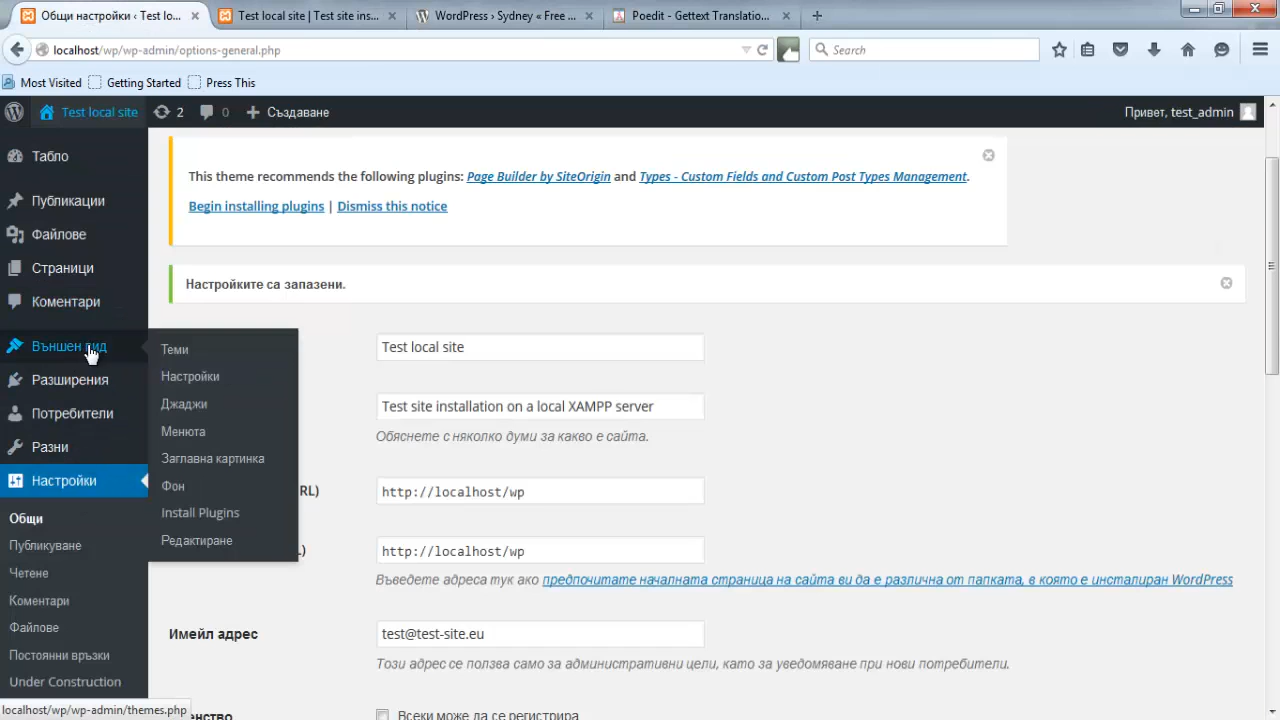 Общи настройки ‹ Test lo...
Test local site | Test site ins...
WordPress › Sydney « Free ...
Poedit - Gettext Translatio...
localhost/wp/wp-admin/options-general.php
Search
Most Visited
Getting Started
Press This
Test local site
2
0
Създаване
Привет, test_admin
Табло
Публикации
Файлове
Страници
Коментари
Външен вид
Разширения
Потребители
Разни
Настройки
Общи
Публикуване
Четене
Коментари
Файлове
Постоянни връзки
Under Construction
Теми
Настройки
Джаджи
Менюта
Заглавна картинка
Фон
Install Plugins
Редактиране
This theme recommends the following plugins: Page Builder by SiteOrigin and Types - Custom Fields and Custom Post Types Management.
Begin installing plugins | Dismiss this notice
Настройките са запазени.
Test local site
Test site installation on a local XAMPP server
Обяснете с няколко думи за какво е сайта.
RL)
http://localhost/wp
http://localhost/wp
Въведете адреса тук ако предпочитате началната страница на сайта ви да е различна от папката, в която е инсталиран WordPress
Имейл адрес
test@test-site.eu
Този адрес се ползва само за административни цели, като за уведомяване при нови потребители.
Всеки може да се регистрира
localhost/wp/wp-admin/themes.php